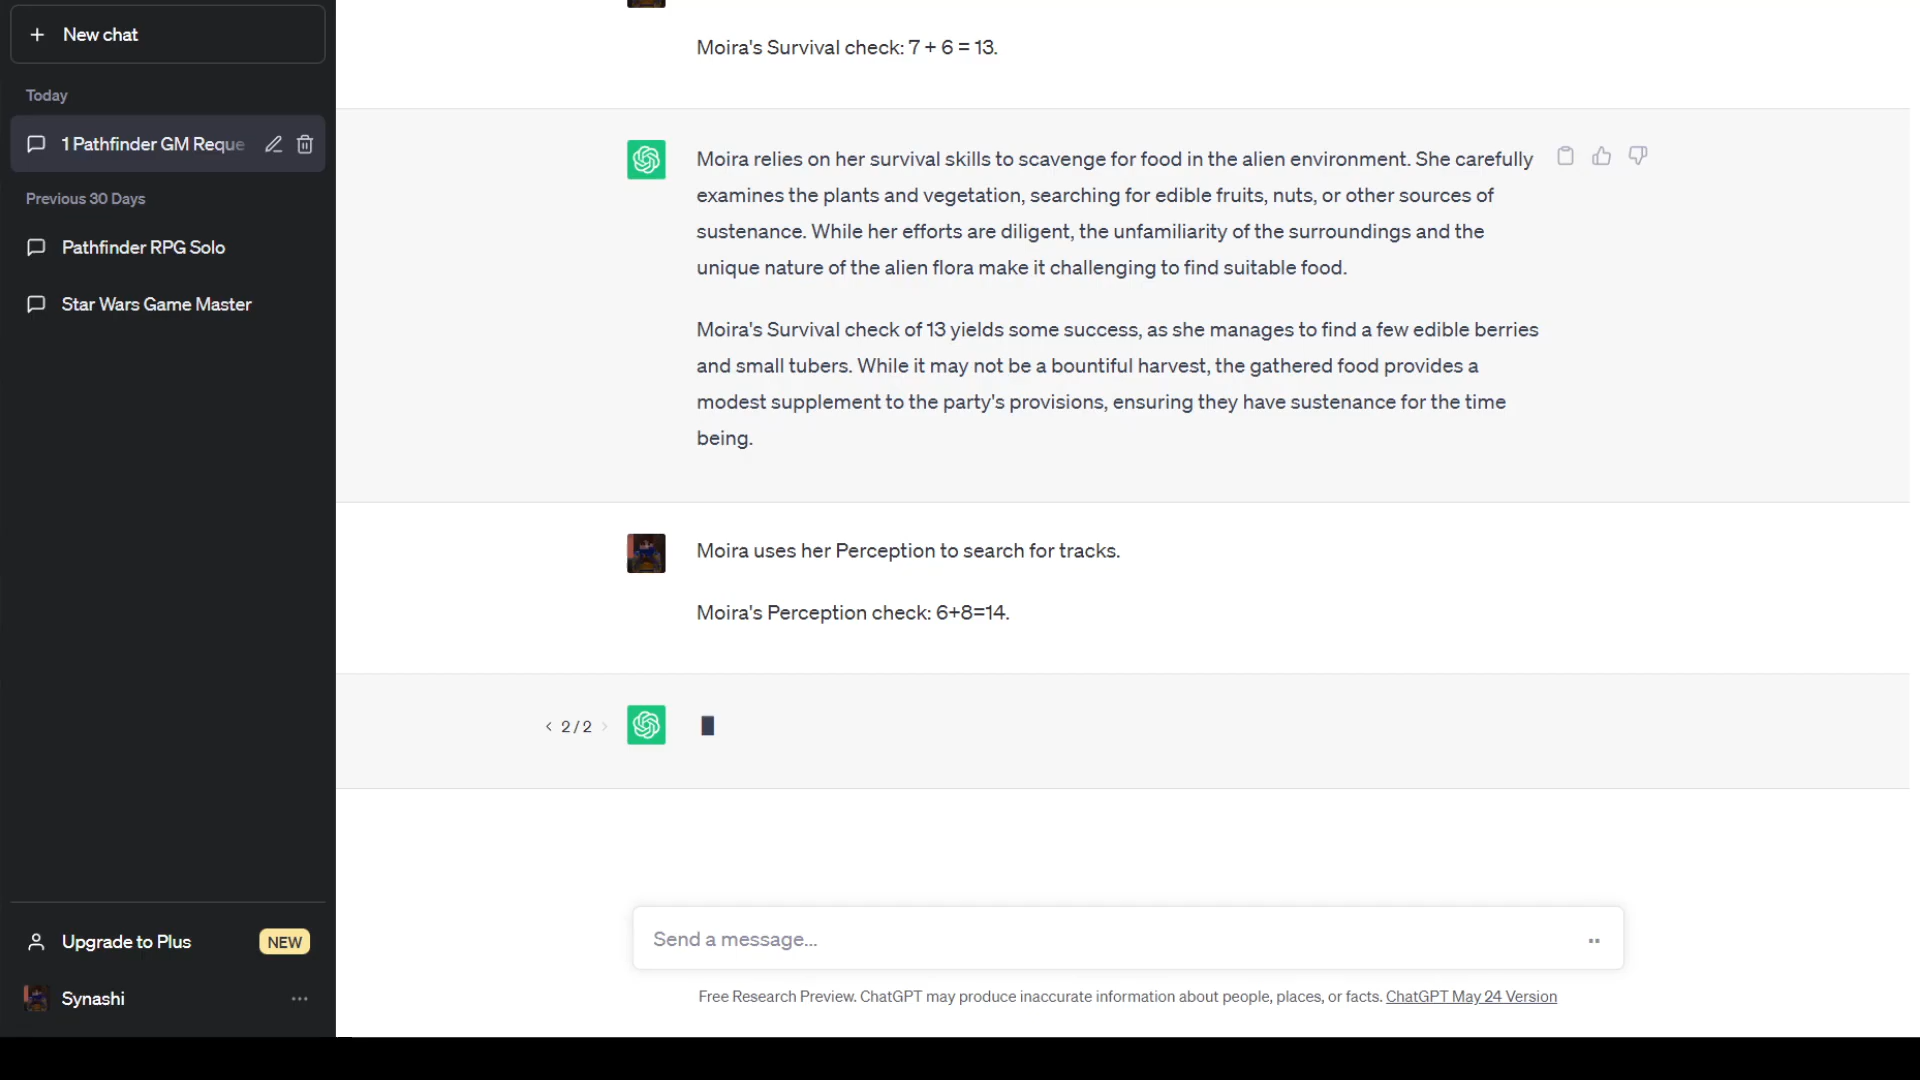 New chat
Today
1 Pathfinder GM Reque
Previous 30 Days
Pathfinder RPG Solo
Star Wars Game Master
Upgrade to Plus
NEW
Synashi
Moira's Survival check: 7 + 6 = 13.
Moira relies on her survival skills to scavenge for food in the alien environment. She carefully
examines the plants and vegetation, searching for edible fruits, nuts, or other sources of
sustenance. While her efforts are diligent, the unfamiliarity of the surroundings and the
unique nature of the alien flora make it challenging to find suitable food.
Moira's Survival check of 13 yields some success, as she manages to find a few edible berries
and small tubers. While it may not be a bountiful harvest, the gathered food provides a
modest supplement to the party's provisions, ensuring they have sustenance for the time
being.
Moira uses her Perception to search for tracks.
Moira's Perception check: 6+8=14.
2 / 2
Send a message...
Free Research Preview. ChatGPT may produce inaccurate information about people, places, or facts. ChatGPT May 24 Version